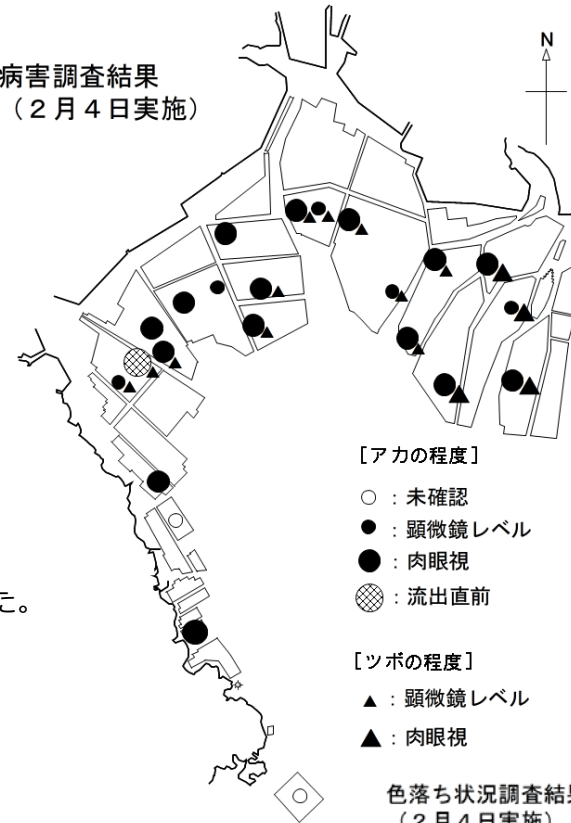 病害調査結果
（２月４日実施）
N
［アカの程度］
○ ： 未確認
● ： 顕微鏡レベル
● ： 肉眼視
： 流出直前
こ。
［ツボの程度］
▲ ： 顕微鏡レベル
▲ ： 肉眼視
色落ち状況調査結
（２月４日実施）